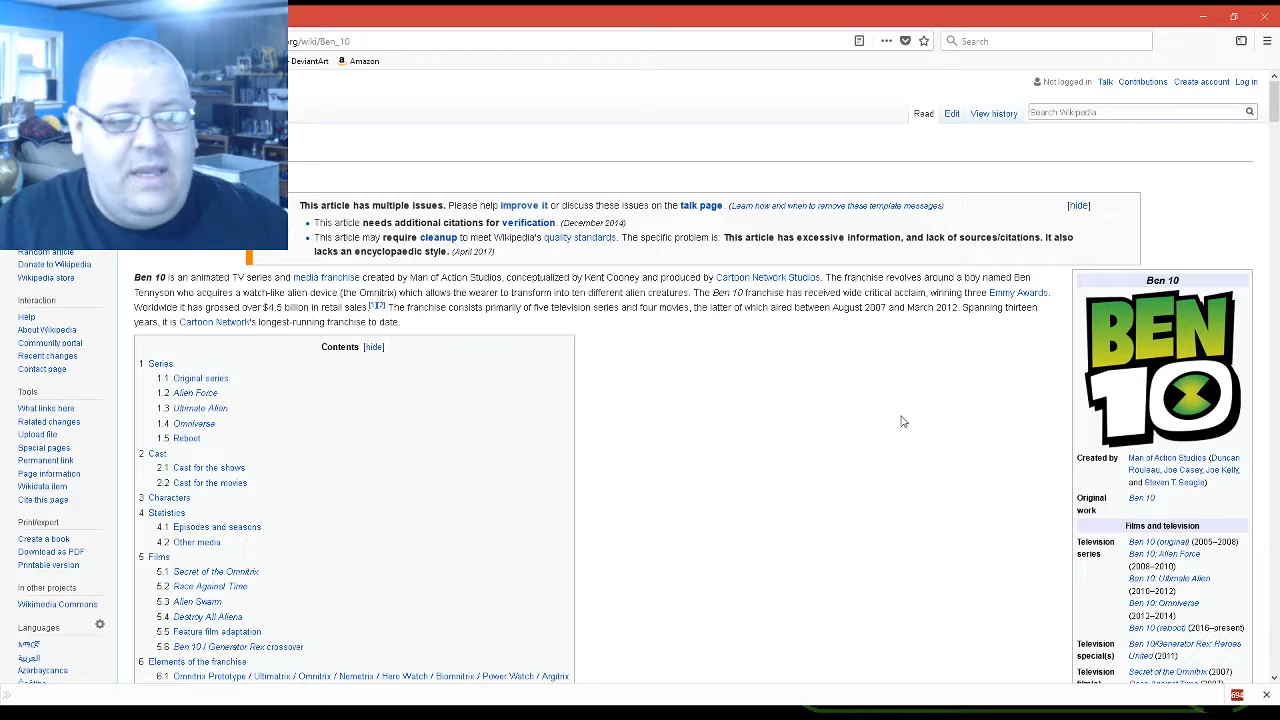 org/wiki/Ben_10
Search
DeviantArt
Amazon
Not logged in Talk Contributions Create account Log in
Read Edit View history
Search Wikipedia
This article has multiple issues. Please help improve it or discuss these issues on the talk page. (Learn how and when to remove these template messages) [hide]
• This article needs additional citations for verification. (December 2014)
• This article may require cleanup to meet Wikipedia's quality standards. The specific problem is: This article has excessive information, and lack of sources/citations. It also
lack an encyclopaedic style. (April 2017)
Random article
Donate to Wikipedia
Wikipedia store
Interaction
Help
About Wikipedia
Community portal
Recent changes
Contact page
Tools
What links here
Related changes
Upload file
Special pages
Permanent link
Page information
Wikidata item
Cite this page
Print/export
Create a book
Download as PDF
Printable version
In other projects
Wikimedia Commons
Languages
አማርኛ
العربية
Azərbaycanca
Ben 10 is an animated TV series and media franchise created by Man of Action Studios, conceptualized by Kent Cooney and produced by Cartoon Network Studios. The franchise revolves around a boy named Ben
Tennyson who acquires a watch-like alien device (the Omnitrix) which allows the wearer to transform into ten different alien creatures. The Ben 10 franchise has received wide critical acclaim, winning three Emmy Awards.
Worldwide it has grossed over $4.5 billion in retail sales.[1][2] The franchise consists primarily of five television series and four movies, the latter of which aired between August 2007 and March 2012. Spanning thirteen
years, it is Cartoon Network's longest-running franchise to date.
Contents [hide]
1 Series
1.1 Original series
1.2 Alien Force
1.3 Ultimate Alien
1.4 Omniverse
1.5 Reboot
2 Cast
2.1 Cast for the shows
2.2 Cast for the movies
3 Characters
4 Statistics
4.1 Episodes and seasons
4.2 Other media
5 Films
5.1 Secret of the Omnitrix
5.2 Race Against Time
5.3 Alien Swarm
5.4 Destroy All Aliens
5.5 Feature film adaptation
5.6 Ben 10 / Generator Rex crossover
6 Elements of the franchise
6.1 Omnitrix Prototype / Ultimatrix / Omnitrix / Nemetrix / Hero Watch / Biomnitrix / Power Watch / Argitrix
Ben 10
BEN
10
Created by Man of Action Studios (Duncan
Rouleau, Joe Casey, Joe Kelly,
and Steven T. Seagle)
Original Ben 10
work
Films and television
Television Ben 10 (original) (2005–2008)
series Ben 10: Alien Force
(2008–2010)
Ben 10: Ultimate Alien
(2010–2012)
Ben 10: Omniverse
(2012–2014)
Ben 10 (reboot) (2016–present)
Television Ben 10/Generator Rex: Heroes
special(s) United (2011)
Television Secret of the Omnitrix (2007)
film(s) Race Against Time (2007)
694